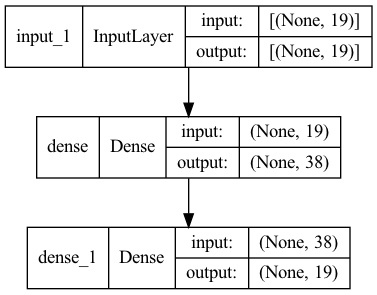 input_1 InputLayer input: [(None, 19)]
output: [(None, 19)]
dense Dense input: (None, 19)
output: (None, 38)
dense_1 Dense input: (None, 38)
output: (None, 19)